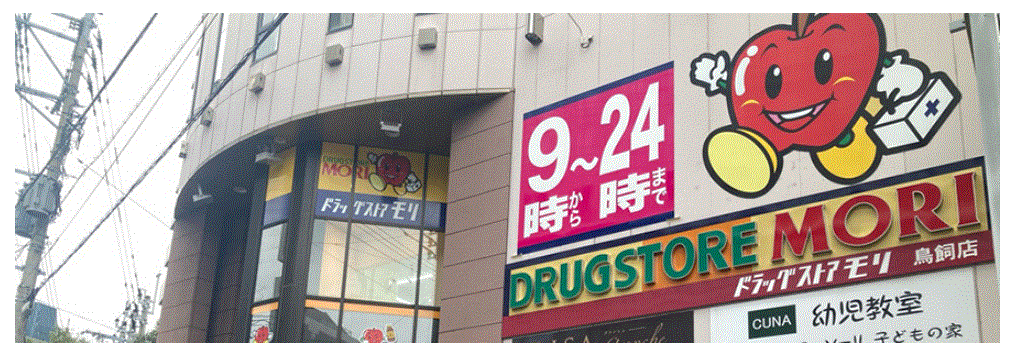 9~24
時から 時まで
DRUGSTORE
MORI
ドラッグストアモリ
DRUGSTORE MORI
ドラッグストアモリ 鳥飼店
CUNA 幼児教室
子どもの家